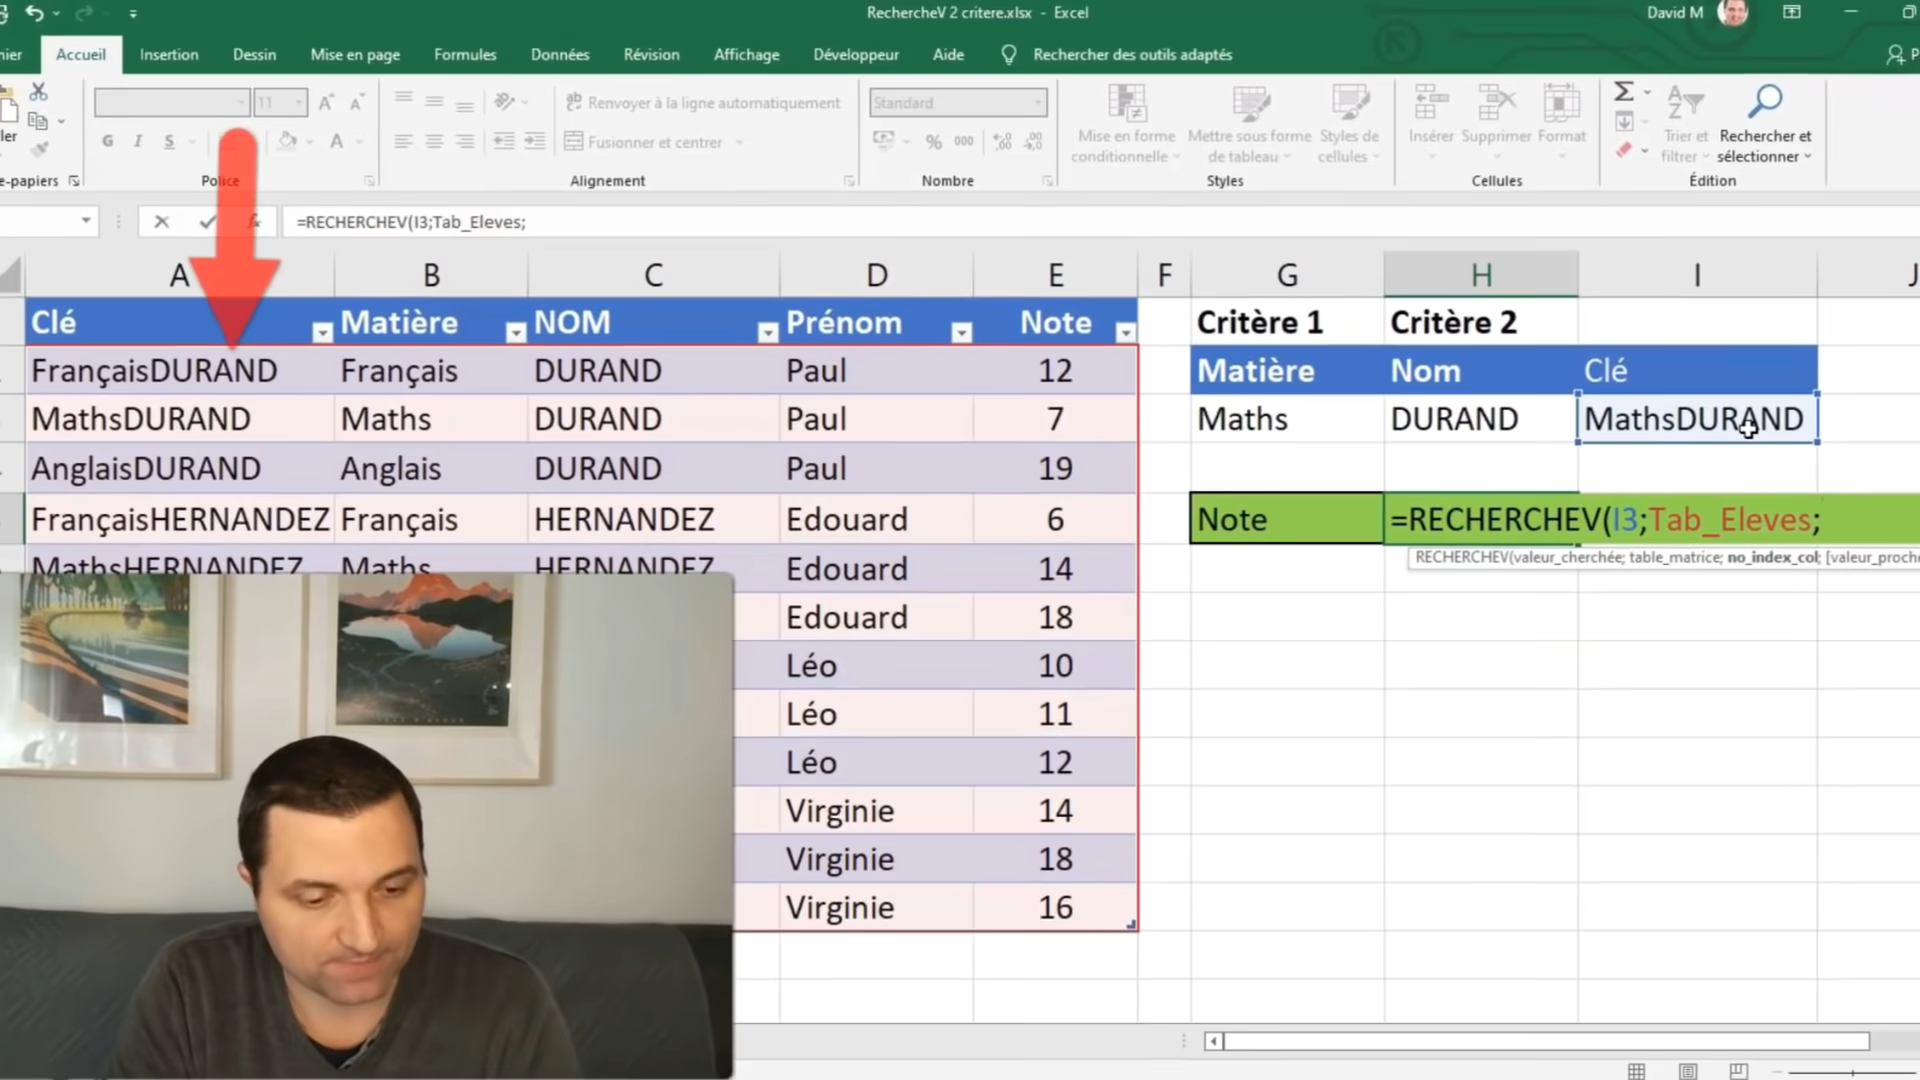 RechercheV 2 critere.xlsx - Excel
David M
Accueil
Insertion
Dessin
Mise en page
Formules
Données
Révision
Affichage
Développeur
Aide
Rechercher des outils adaptés
11
Renvoyer à la ligne automatiquement
Standard
G I S
Fusionner et centrer
% 000
Mise en forme
conditionnelle
Mettre sous forme
de tableau
Styles de
cellules
Insérer
Supprimer
Format
Trier et
filtrer
Rechercher et
sélectionner
Police
Alignement
Nombre
Styles
Cellules
Édition
=RECHERCHEV(I3;Tab_Eleves;
A B C D E F G H I J
Clé Matière NOM Prénom Note Critère 1 Critère 2
FrançaisDURAND Français DURAND Paul 12 Matière Nom Clé
MathsDURAND Maths DURAND Paul 7 Maths DURAND MathsDURAND
AnglaisDURAND Anglais DURAND Paul 19
FrançaisHERNANDEZ Français HERNANDEZ Edouard 6 Note =RECHERCHEV(I3;Tab_Eleves;
RECHERCHEV(valeur_cherchée; table_matrice; no_index_col; [valeur_proche
MathsHERNANDEZ Maths HERNANDEZ Edouard 14
Edouard 18
Léo 10
Léo 11
Léo 12
Virginie 14
Virginie 18
Virginie 16